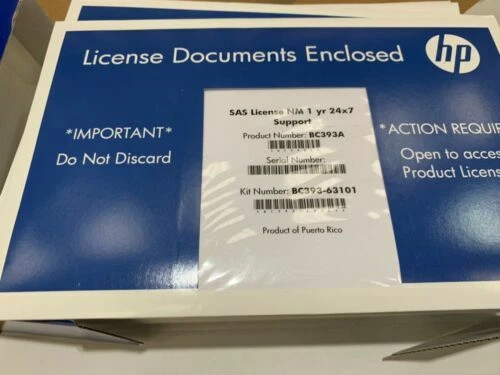 License Documents Enclosed
hp
SAS License NM 1 yr 24x7
Support
Product Number: BC393A
Serial Number:
Kit Number: BC393-63101
Product of Puerto Rico
*IMPORTANT*
Do Not Discard
*ACTION REQUIRE
Open to acces
Product Licens